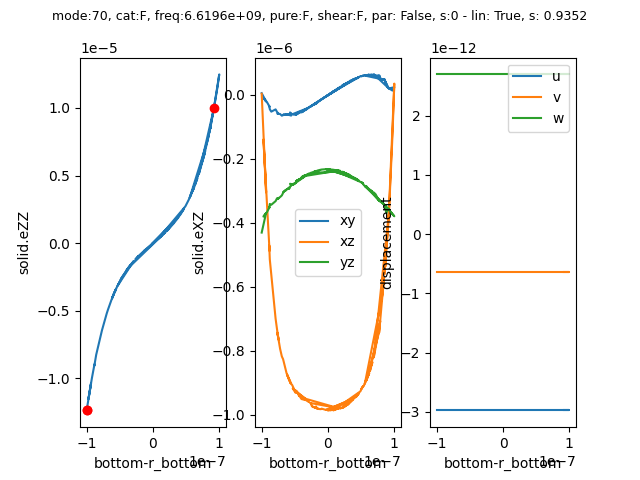 mode:70, cat:F, freq:6.6196e+09, pure:F, shear:F, par: False, s:0 - lin: True, s: 0.9352
1e−5
1.0
0.5
0.0
−0.5
−1.0
solid.eZZ
−1
0
1
1e−7
bottom-r_bottom
1e−6
0.0
−0.2
−0.4
−0.6
−0.8
−1.0
solid.eXZ
xy
xz
yz
−1
0
1
1e−7
bottom-r_bottom
1e−12
2
1
0
−1
−2
−3
displacement
u
v
w
−1
0
1
1e−7
bottom-r_bottom